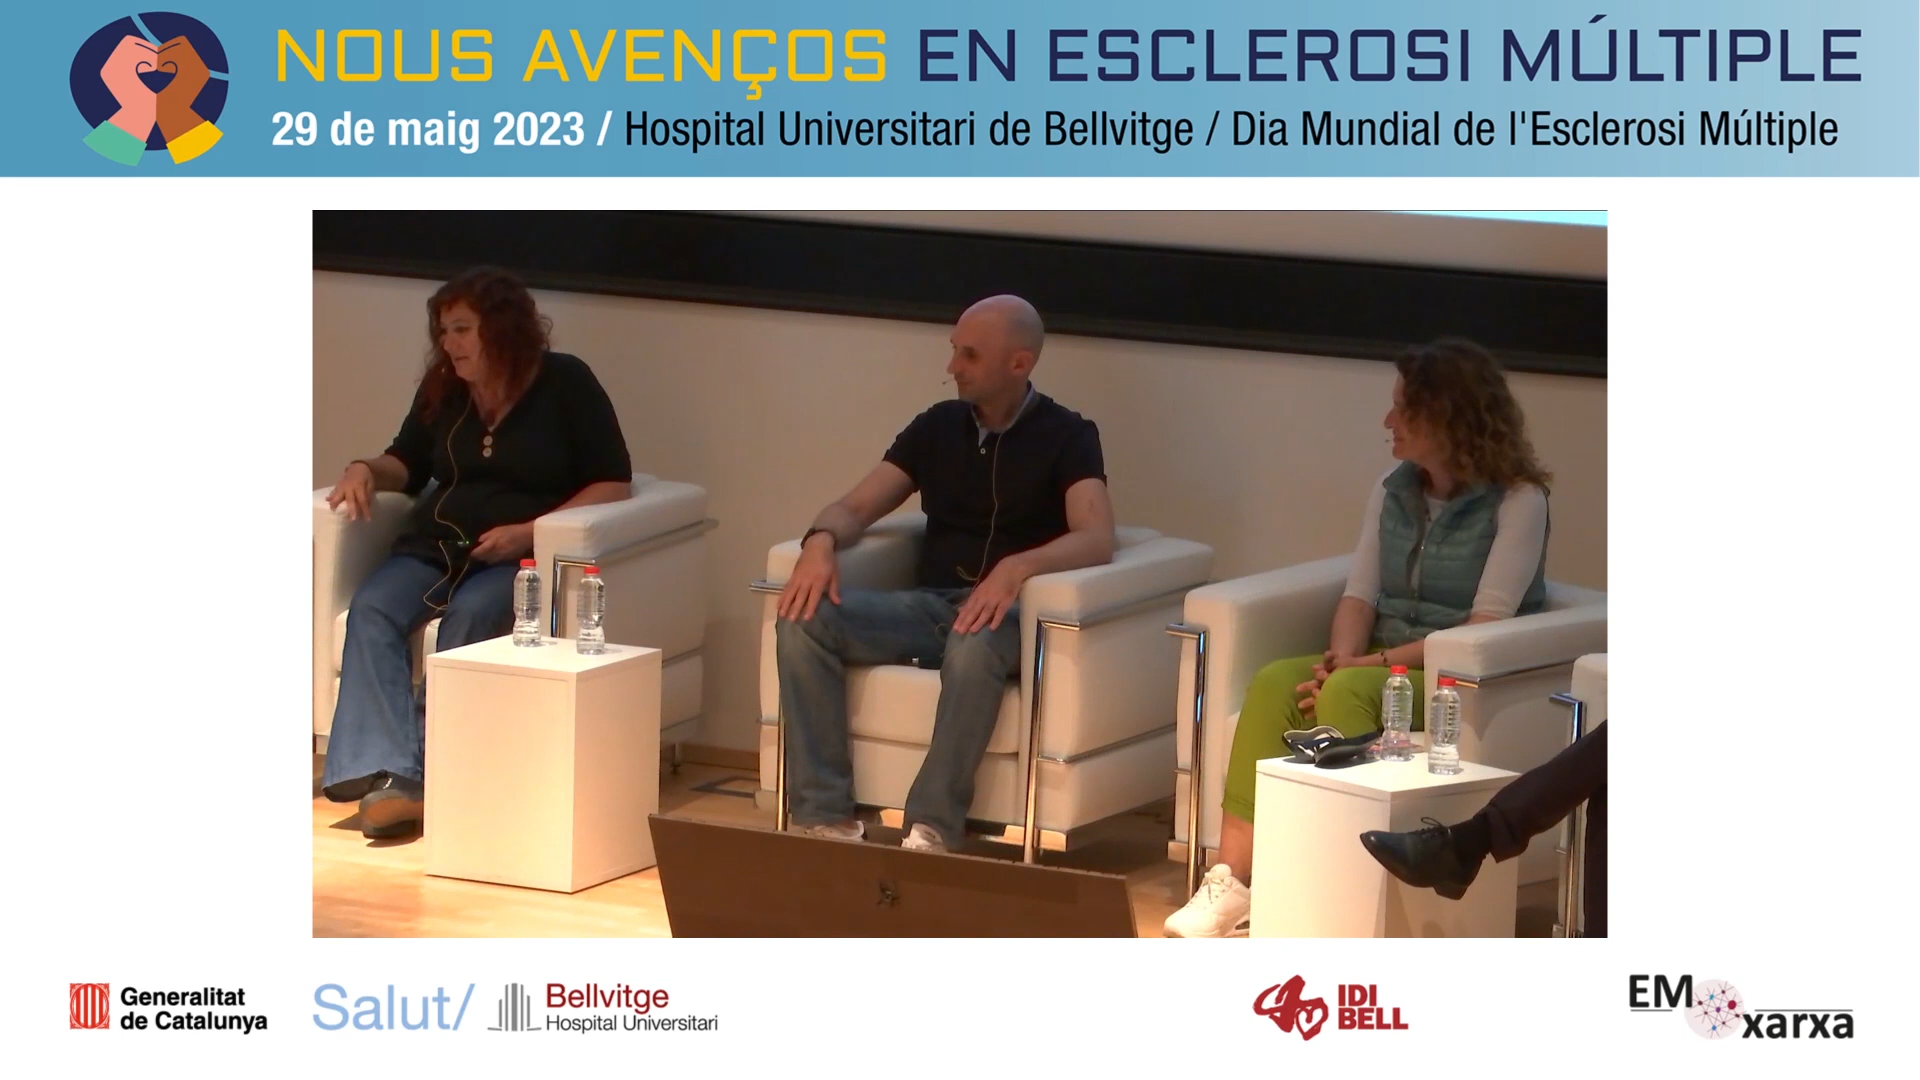 NOUS AVENÇOS EN ESCLEROSI MÚLTIPLE
29 de maig 2023 / Hospital Universitari de Bellvitge / Dia Mundial de l'Esclerosi Múltiple
Generalitat
de Catalunya
Salut/
Bellvitge
Hospital Universitari
IDI
BELL
EM
xarxa